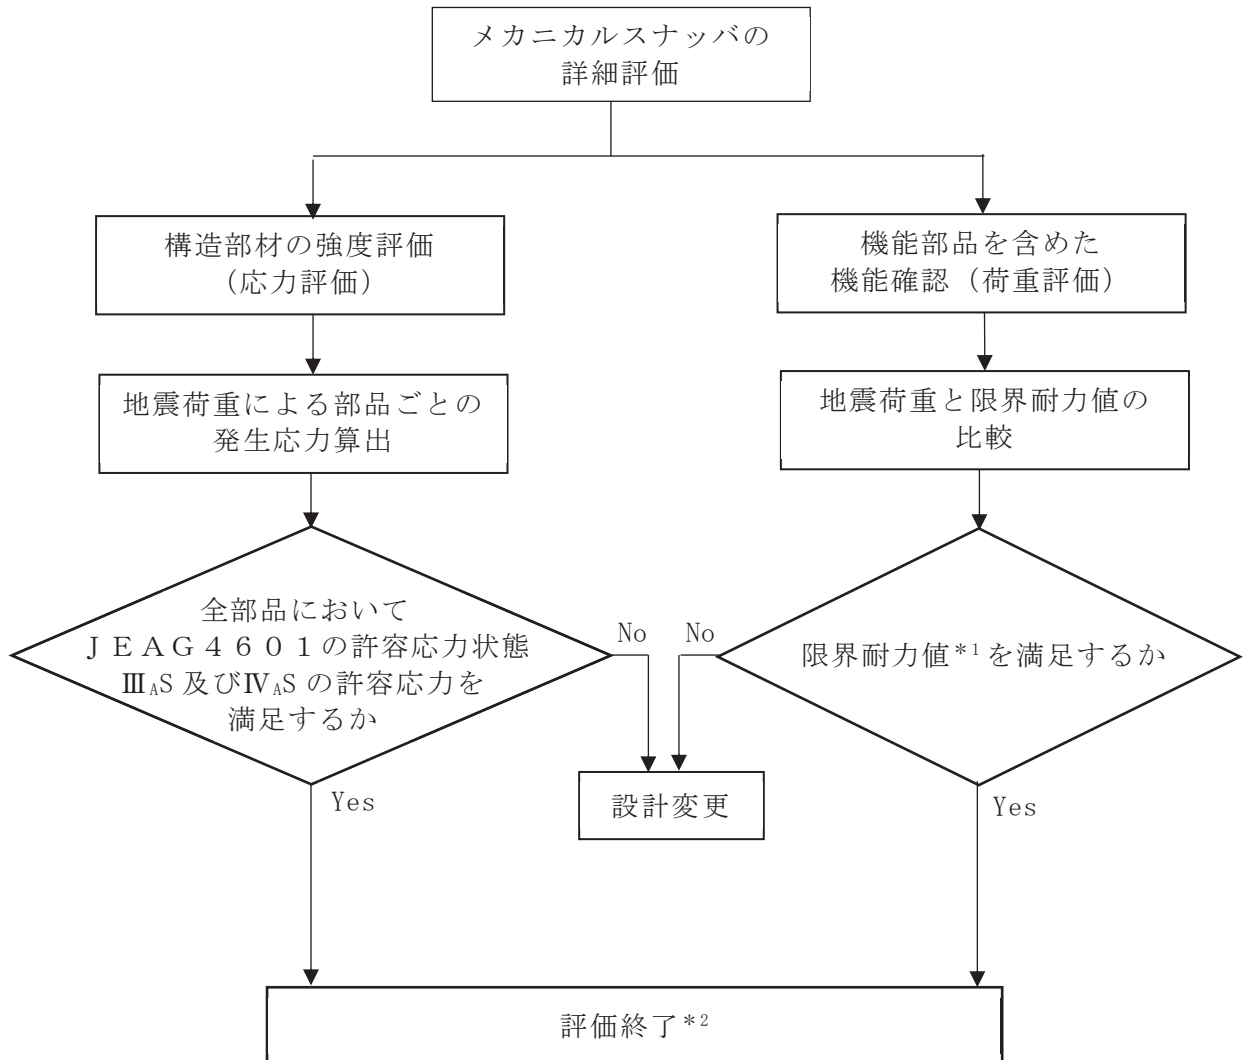 メカニカルスナッバの
詳細評価
構造部材の強度評価
（応力評価）
機能部品を含めた
機能確認（荷重評価）
地震荷重による部品ごとの
発生応力算出
地震荷重と限界耐力値の
比較
全部品において
ＪＥＡＧ４６０１の許容応力状態
ⅢAS 及びⅣAS の許容応力を
満足するか
No
No
限界耐力値*1を満足するか
設計変更
Yes
Yes
評価終了*2